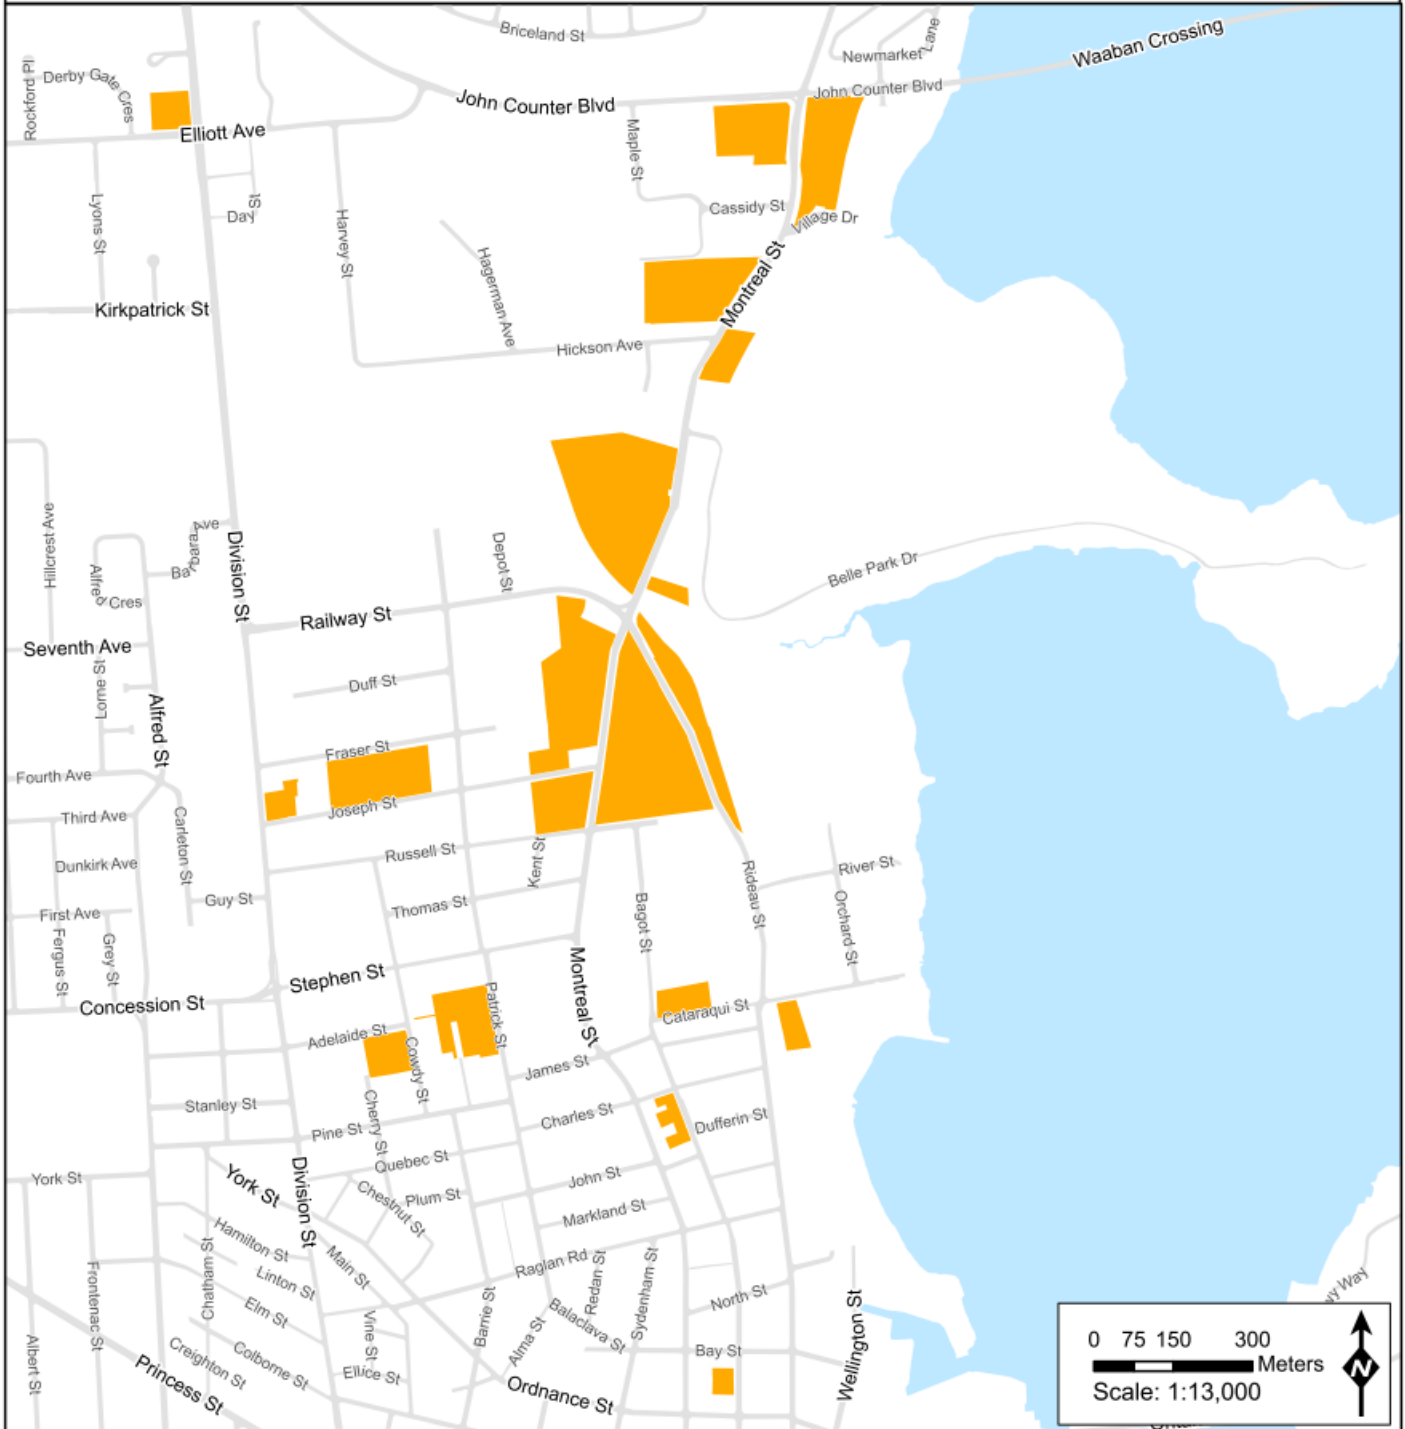 Briceland St
Newmarket Lane
Waaban Crossing
Rockford Pl
Derby Gate Cres
John Counter Blvd
John Counter Blvd
Elliott Ave
Maple St
Lyons St
Day St
Harvey St
Cassidy St
Village Dr
Hagerman Ave
Montreal St
Kirkpatrick St
Hickson Ave
Hillcrest Ave
Barbara Ave
Division St
Depot St
Alfred Cres
Belle Park Dr
Railway St
Seventh Ave
Lorne St
Duff St
Alfred St
Fraser St
Fourth Ave
Joseph St
Third Ave
Carleton St
Russell St
Kent St
Dunkirk Ave
River St
Rideau St
Guy St
Thomas St
First Ave
Bagot St
Orchard St
Fergus St
Grey St
Stephen St
Montreal St
Concession St
Patrick St
Cataraqui St
Adelaide St
Cowdy St
James St
Stanley St
Cherry St
Charles St
Dufferin St
Pine St
Quebec St
York St
York St
Division St
Chestnut St
Plum St
John St
Markland St
Hamilton St
Chatham St
Main St
Raglan Rd
Redan St
Sydenham St
Linton St
Frontenac St
Elm St
Vine St
Barrie St
Balaclava St
North St
Wellington St
vy Way
Albert St
Creighton St
Colborne St
Alma St
Bay St
Princess St
Ellice St
Ordnance St
0 75 150 300
Meters
Scale: 1:13,000
N